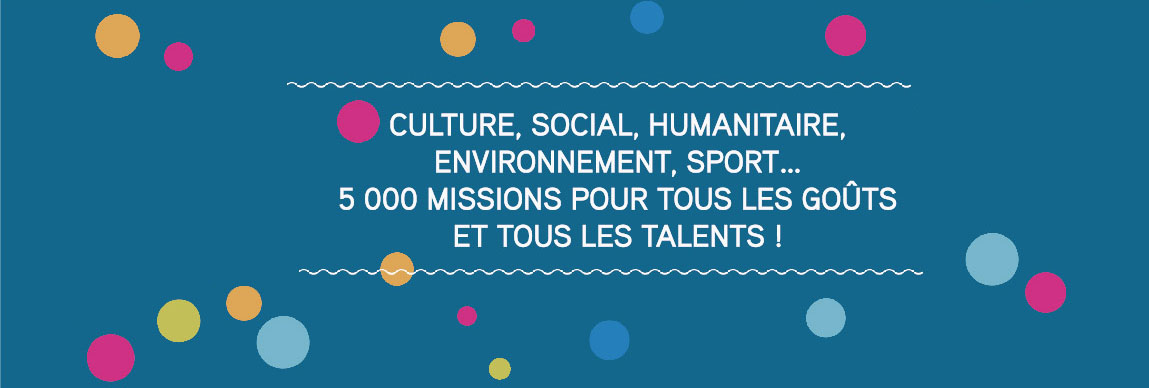 CULTURE, SOCIAL, HUMANITAIRE,
ENVIRONNEMENT, SPORT...
5 000 MISSIONS POUR TOUS LES GOÛTS
ET TOUS LES TALENTS !